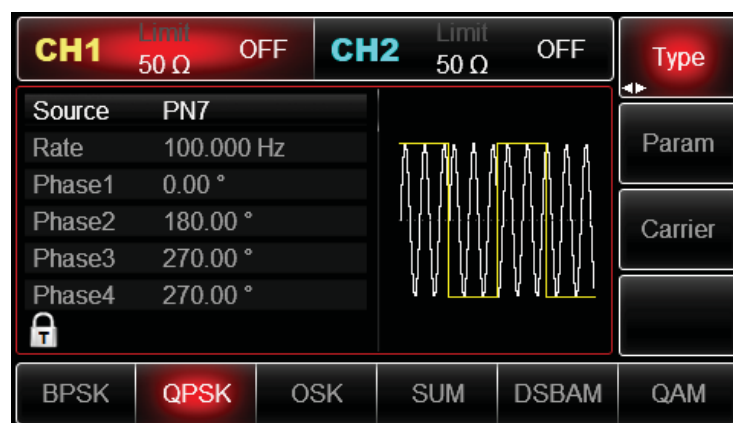 CH1 Limit 50 Ω OFF CH2 Limit 50 Ω OFF Type
Source PN7
Rate 100.000 Hz Param
Phase1 0.00 °
Phase2 180.00 ° Carrier
Phase3 270.00 °
Phase4 270.00 °
T
BPSK QPSK OSK SUM DSBAM QAM